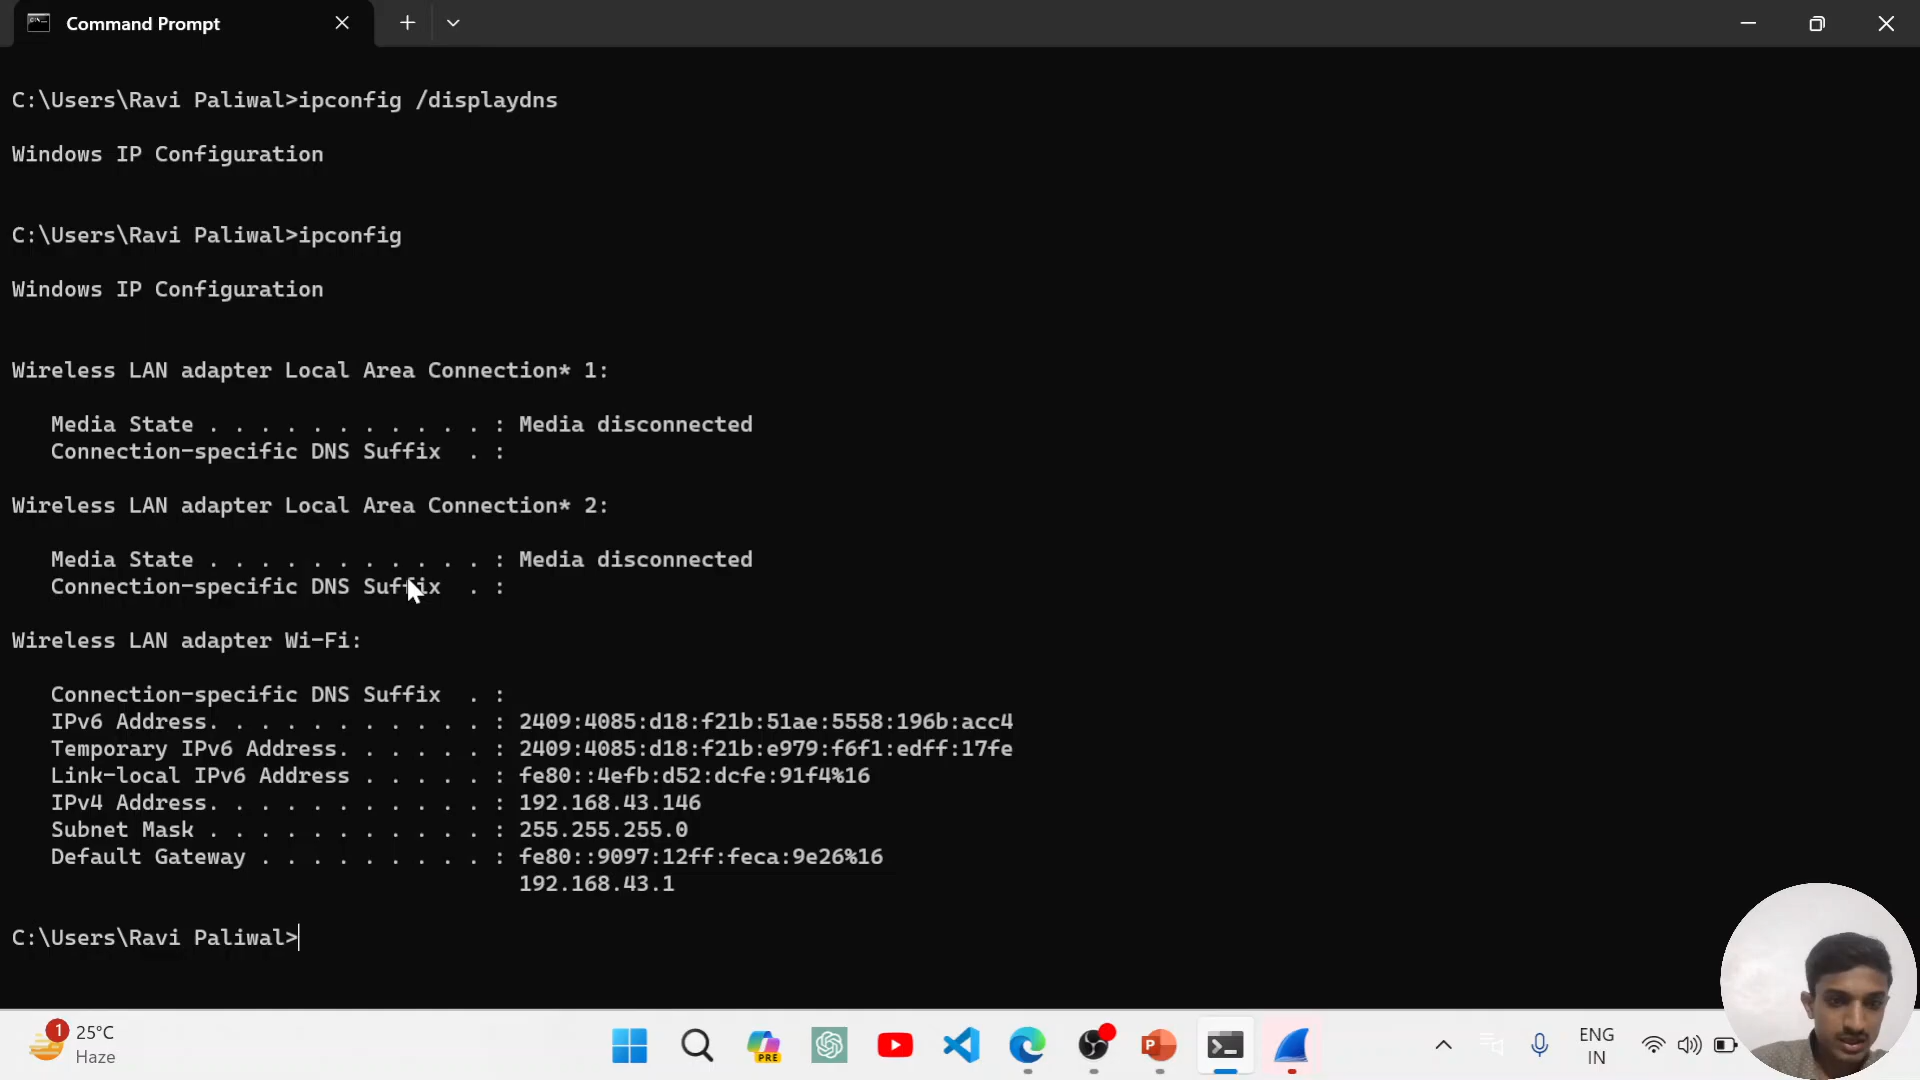 Command Prompt
C:\Users\Ravi Paliwal>ipconfig /displaydns
Windows IP Configuration
C:\Users\Ravi Paliwal>ipconfig
Windows IP Configuration
Wireless LAN adapter Local Area Connection* 1:
Media State . . . . . . . . . . . : Media disconnected
Connection-specific DNS Suffix  . :
Wireless LAN adapter Local Area Connection* 2:
Media State . . . . . . . . . . . : Media disconnected
Connection-specific DNS Suffix  . :
Wireless LAN adapter Wi-Fi:
Connection-specific DNS Suffix  . :
IPv6 Address. . . . . . . . . . . : 2409:4085:d18:f21b:51ae:5558:196b:acc4
Temporary IPv6 Address. . . . . . : 2409:4085:d18:f21b:e979:f6f1:edff:17fe
Link-local IPv6 Address . . . . . : fe80::4efb:d52:dcfe:91f4%16
IPv4 Address. . . . . . . . . . . : 192.168.43.146
Subnet Mask . . . . . . . . . . . : 255.255.255.0
Default Gateway . . . . . . . . . : fe80::9097:12ff:feca:9e26%16
192.168.43.1
C:\Users\Ravi Paliwal>
1
25°C
Haze
PRE
P
ENG
IN